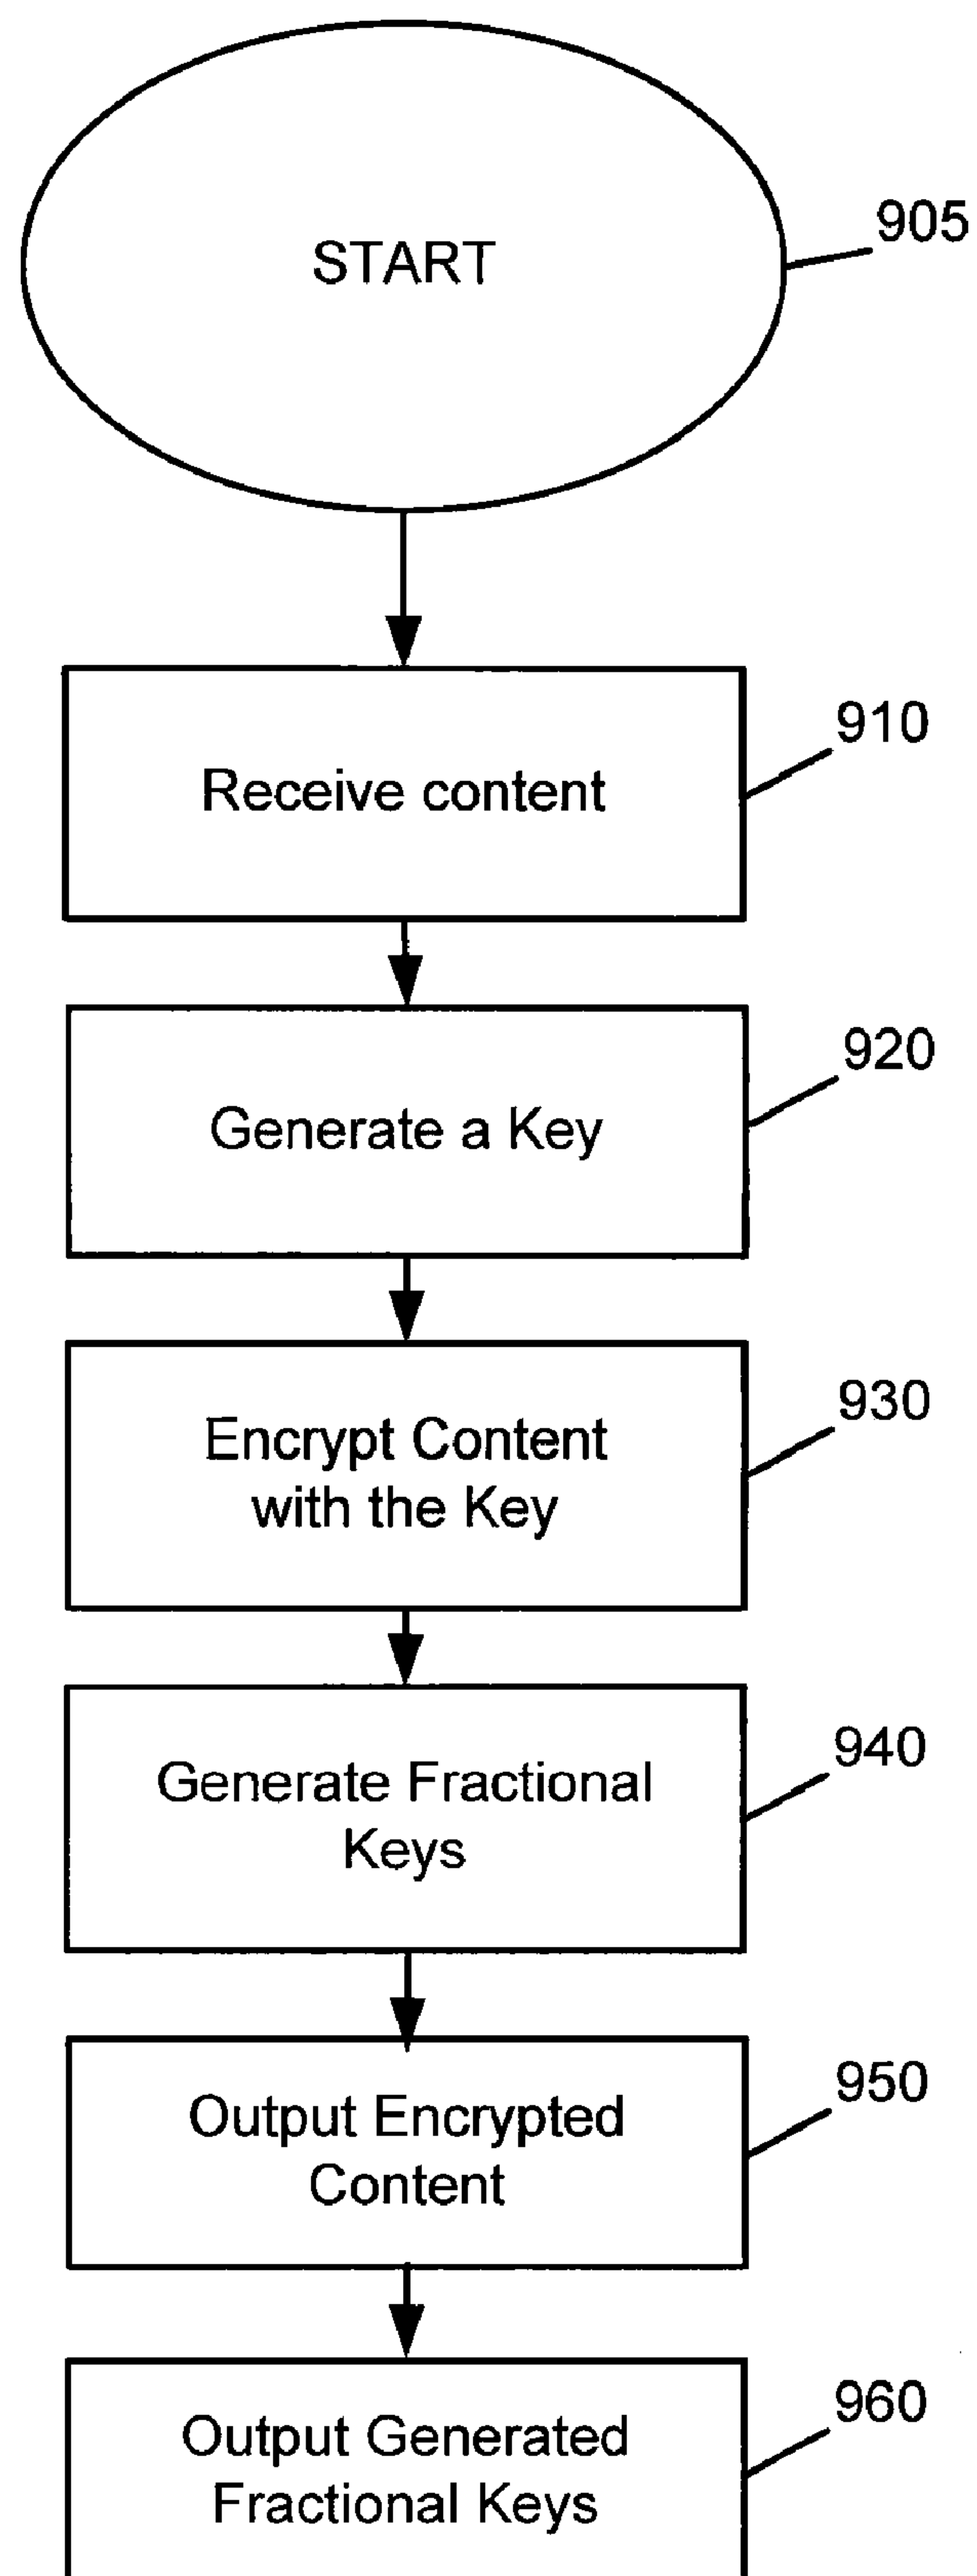 START
905
Receive content
910
Generate a Key
920
Encrypt Content
with the Key
930
Generate Fractional
Keys
940
Output Encrypted
Content
950
Output Generated
Fractional Keys
960